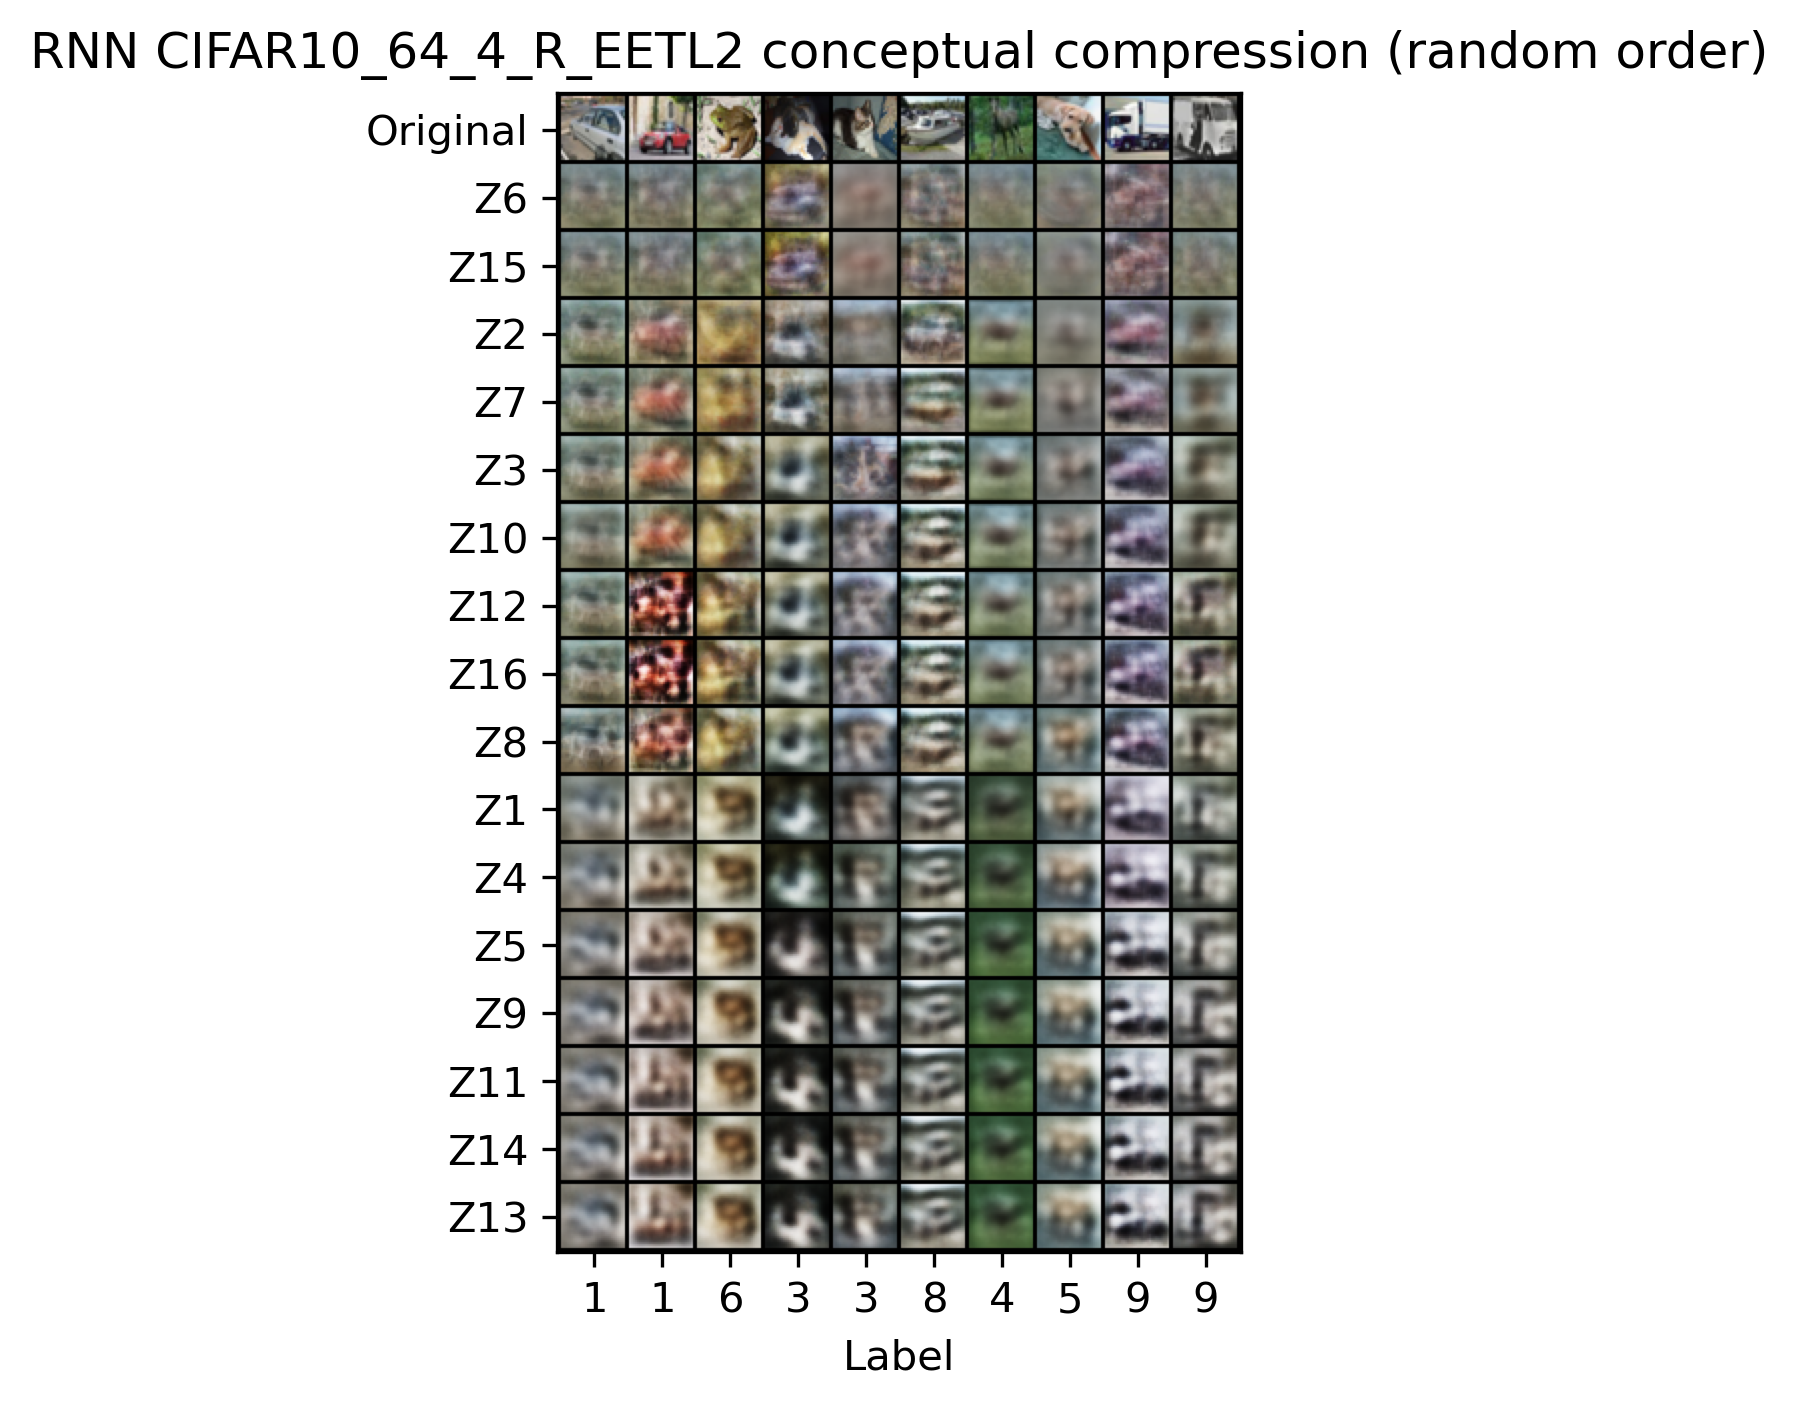 RNN CIFAR10_64_4_R_EETL2 conceptual compression (random order)
Original
Z6
Z15
Z2
Z7
Z3
Z10
Z12
Z16
Z8
Z1
Z4
Z5
Z9
Z11
Z14
Z13
1 1 6 3 3 8 4 5 9 9
Label